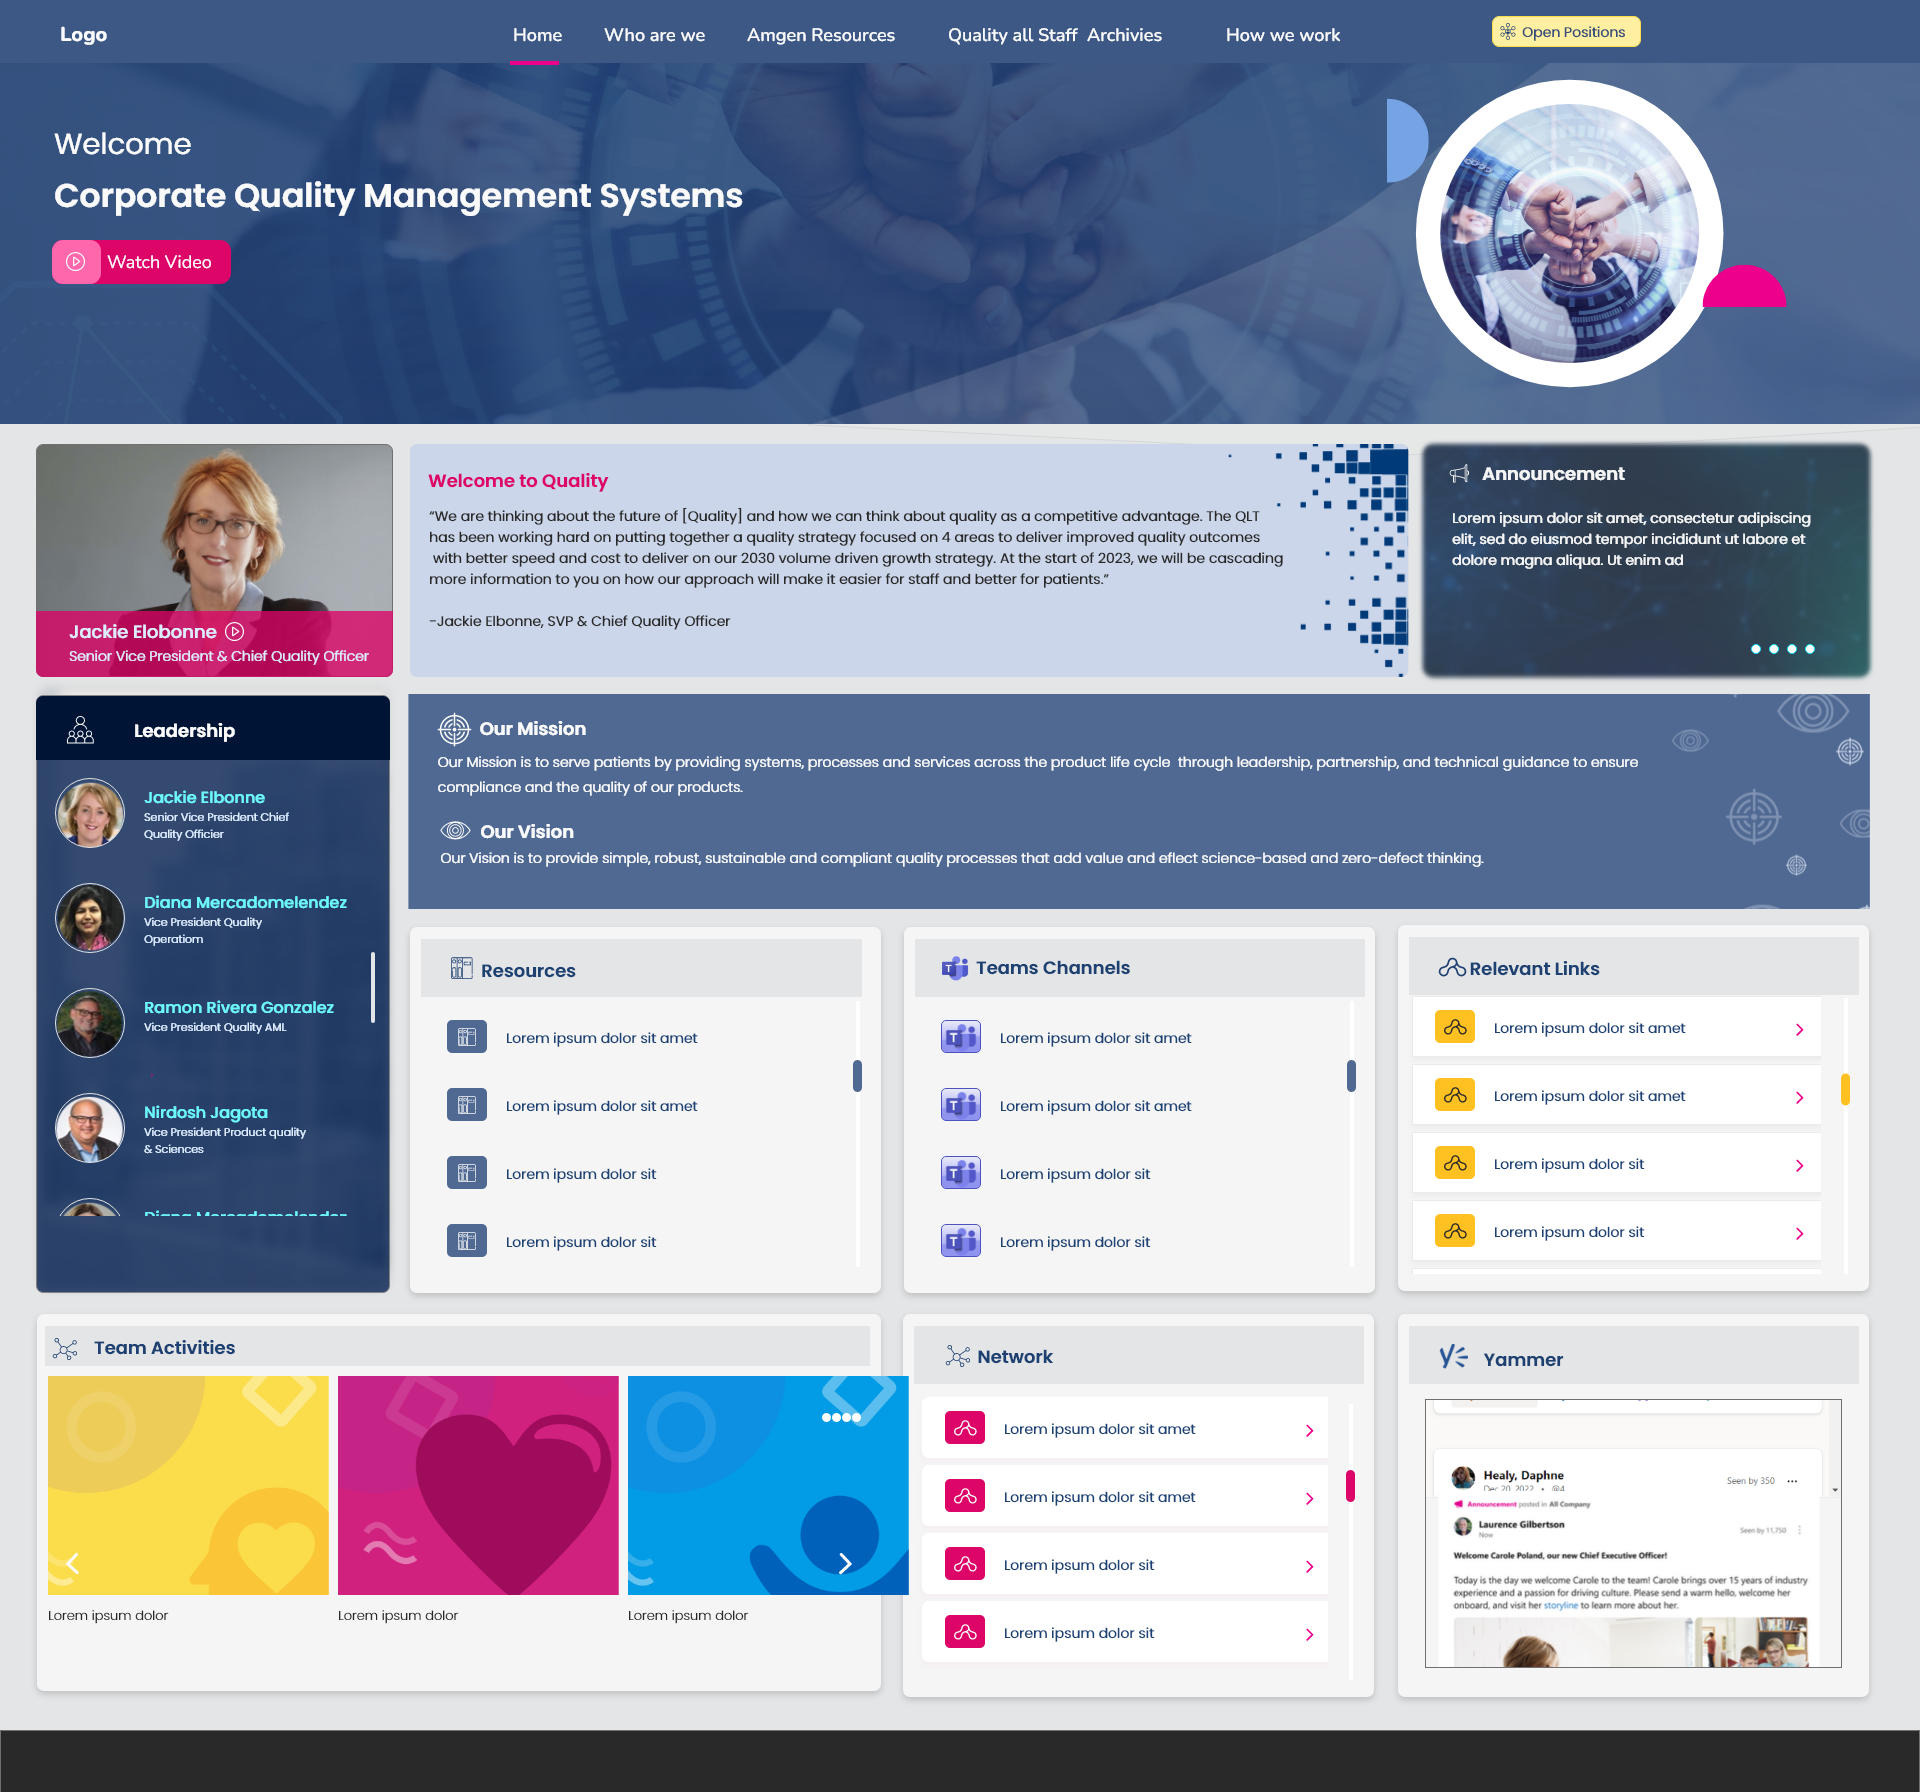 Logo
Home
Who are we
Amgen Resources
Quality all Staff  Archivies
How we work
Open Positions
Welcome
Corporate Quality Management Systems
Watch Video
Jackie Elobonne
Senior Vice President & Chief Quality Officer
Welcome to Quality
“We are thinking about the future of [Quality] and how we can think about quality as a competitive advantage. The QLT
has been working hard on putting together a quality strategy focused on 4 areas to deliver improved quality outcomes
with better speed and cost to deliver on our 2030 volume driven growth strategy. At the start of 2023, we will be cascading
more information to you on how our approach will make it easier for staff and better for patients.”
-Jackie Elbonne, SVP & Chief Quality Officer
Announcement
Lorem ipsum dolor sit amet, consectetur adipiscing
elit, sed do eiusmod tempor incididunt ut labore et
dolore magna aliqua. Ut enim ad
Leadership
Jackie Elbonne
Senior Vice President Chief
Quality Officier
Diana Mercadomelendez
Vice President Quality
Operatiom
Ramon Rivera Gonzalez
Vice President Quality AML
Nirdosh Jagota
Vice President Product quality
& Sciences
Diana Mercadomelendez
Our Mission
Our Mission is to serve patients by providing systems, processes and services across the product life cycle  through leadership, partnership, and technical guidance to ensure
compliance and the quality of our products.
Our Vision
Our Vision is to provide simple, robust, sustainable and compliant quality processes that add value and eflect science-based and zero-defect thinking.
Resources
Lorem ipsum dolor sit amet
Lorem ipsum dolor sit amet
Lorem ipsum dolor sit
Lorem ipsum dolor sit
Teams Channels
Lorem ipsum dolor sit amet
Lorem ipsum dolor sit amet
Lorem ipsum dolor sit
Lorem ipsum dolor sit
Relevant Links
Lorem ipsum dolor sit amet
Lorem ipsum dolor sit amet
Lorem ipsum dolor sit
Lorem ipsum dolor sit
Team Activities
Lorem ipsum dolor
Lorem ipsum dolor
Lorem ipsum dolor
Network
Lorem ipsum dolor sit amet
Lorem ipsum dolor sit amet
Lorem ipsum dolor sit
Lorem ipsum dolor sit
Yammer
Healy, Daphne
Seen by 350
Dec 20, 2022 • @4
Announcement posted in All Company
Laurence Gilbertson
Now
Seen by 11,750
Welcome Carole Poland, our new Chief Executive Officer!
Today is the day we welcome Carole to the team! Carole brings over 15 years of industry
experience and a passion for driving culture. Please send a warm hello, welcome her
onboard, and visit her storyline to learn more about her.